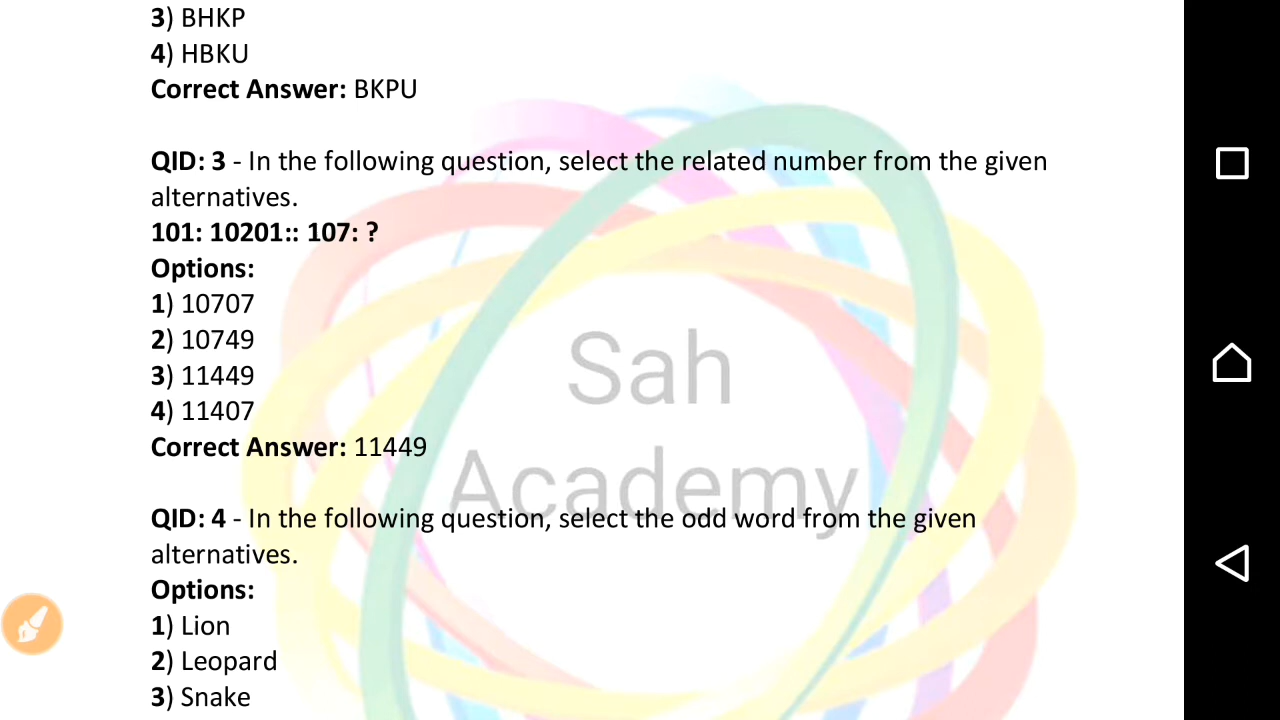 3) BHKP
4) HBKU
Correct Answer: BKPU
QID: 3 - In the following question, select the related number from the given
alternatives.
101: 10201:: 107: ?
Options:
1) 10707
2) 10749
3) 11449
4) 11407
Correct Answer: 11449
QID: 4 - In the following question, select the odd word from the given
alternatives.
Options:
1) Lion
2) Leopard
3) Snake
Sah
Academy